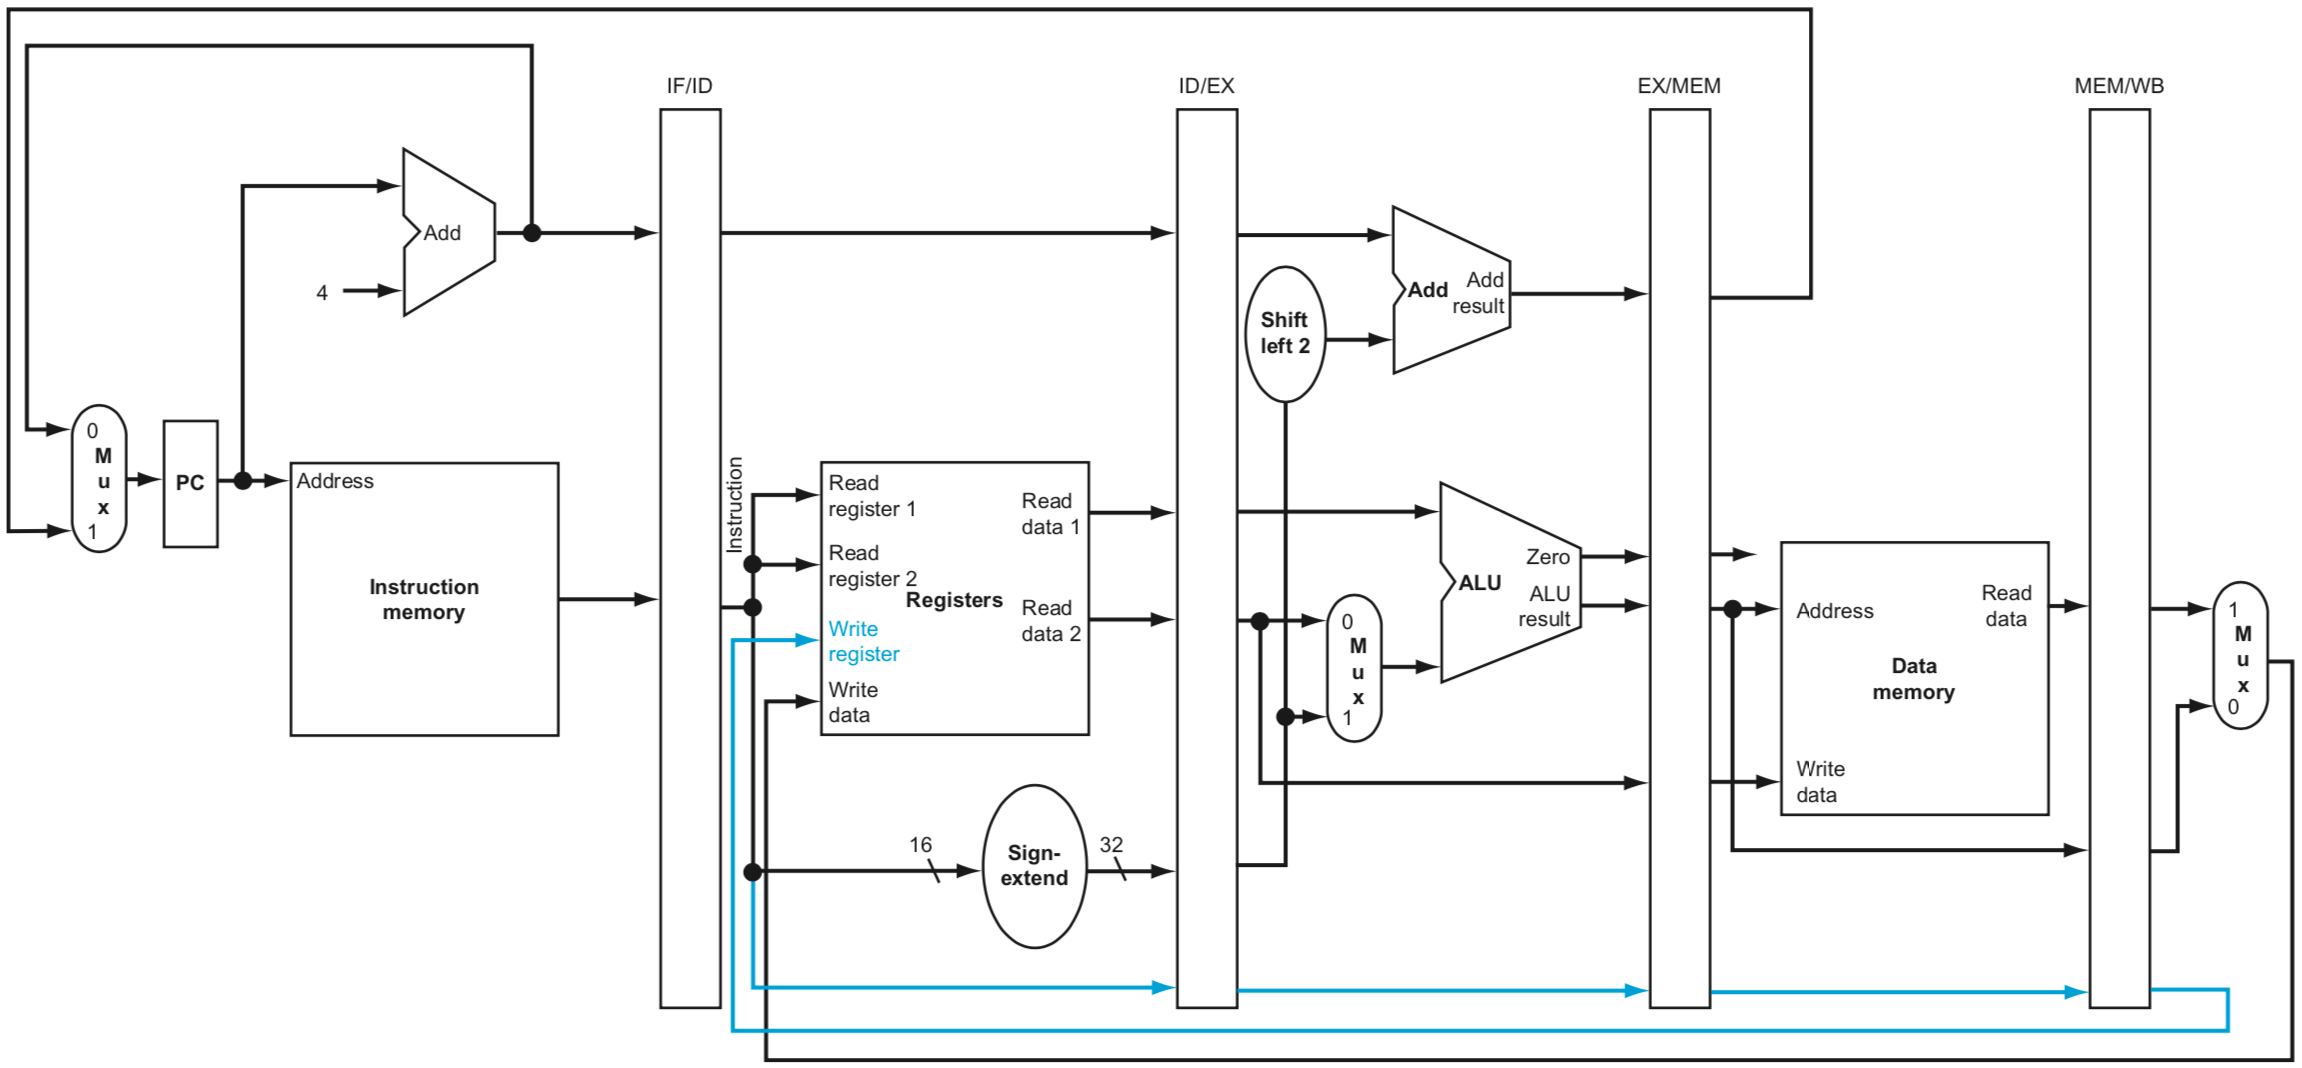 IF/ID
ID/EX
EX/MEM
MEM/WB
Add
4
Add
Add
result
Shift
left 2
0
M
u
x
1
PC
Address
Instruction
memory
Instruction
Read
register 1
Read
register 2
Registers
Write
register
Write
data
Read
data 1
Read
data 2
16
Sign-
extend
32
0
M
u
x
1
Zero
ALU
ALU
result
Address
Read
data
Data
memory
Write
data
1
M
u
x
0